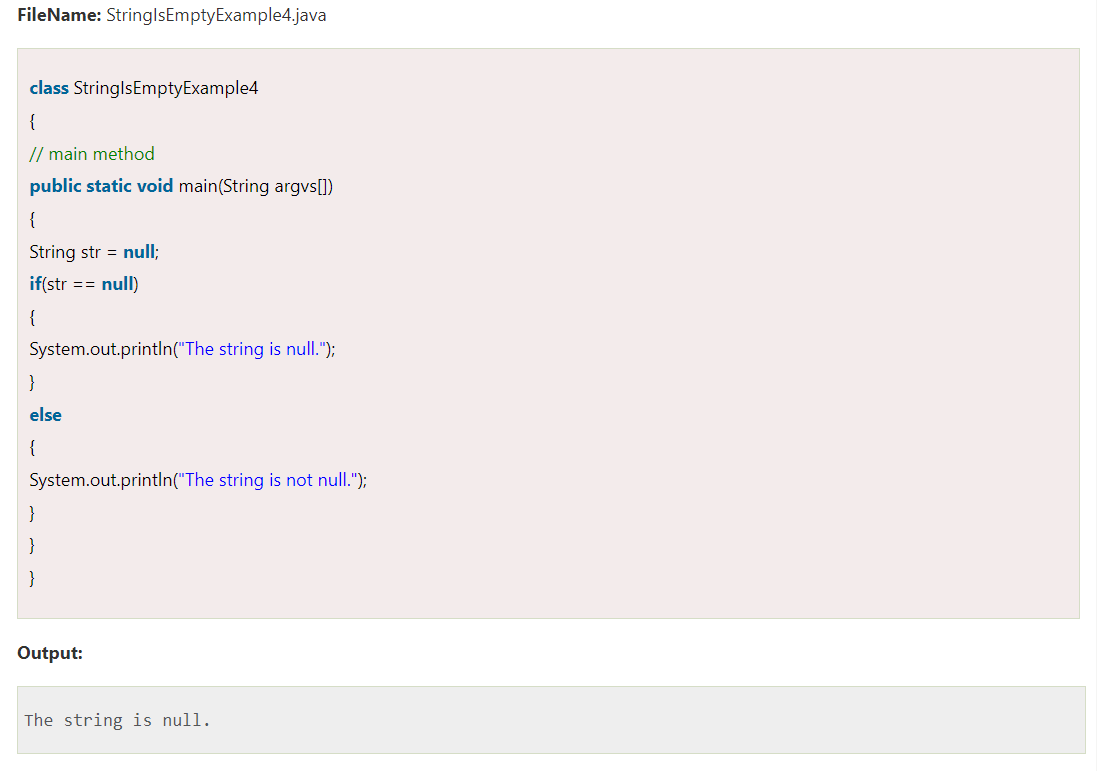 FileName: StringIsEmptyExample4.java
class StringIsEmptyExample4
{
// main method
public static void main(String argvs[])
{
String str = null;
if(str == null)
{
System.out.println("The string is null.");
}
else
{
System.out.println("The string is not null.");
}
}
}
Output:
The string is null.